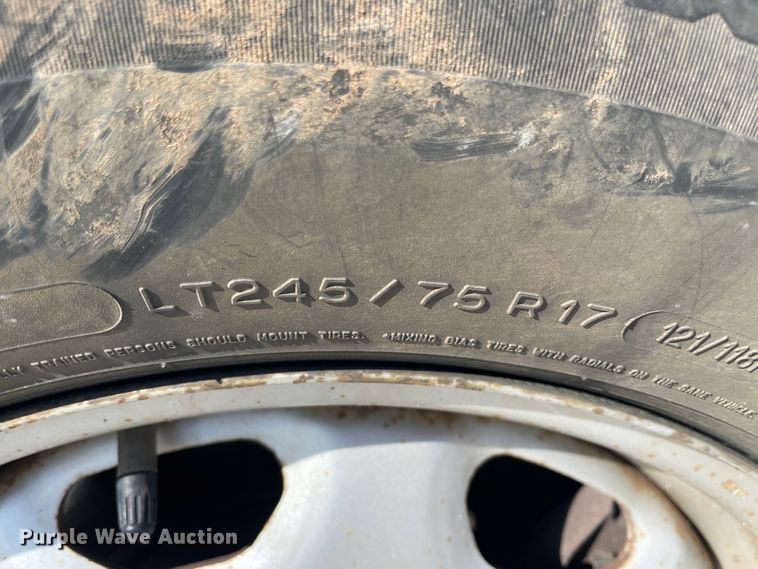 LT245/75R17 121/118
TRAINED PERSONS SHOULD MOUNT TIRES. •MIXING BIAS TIRES WITH RADIALS ON THE SAME VEHICLE
Purple Wave Auction